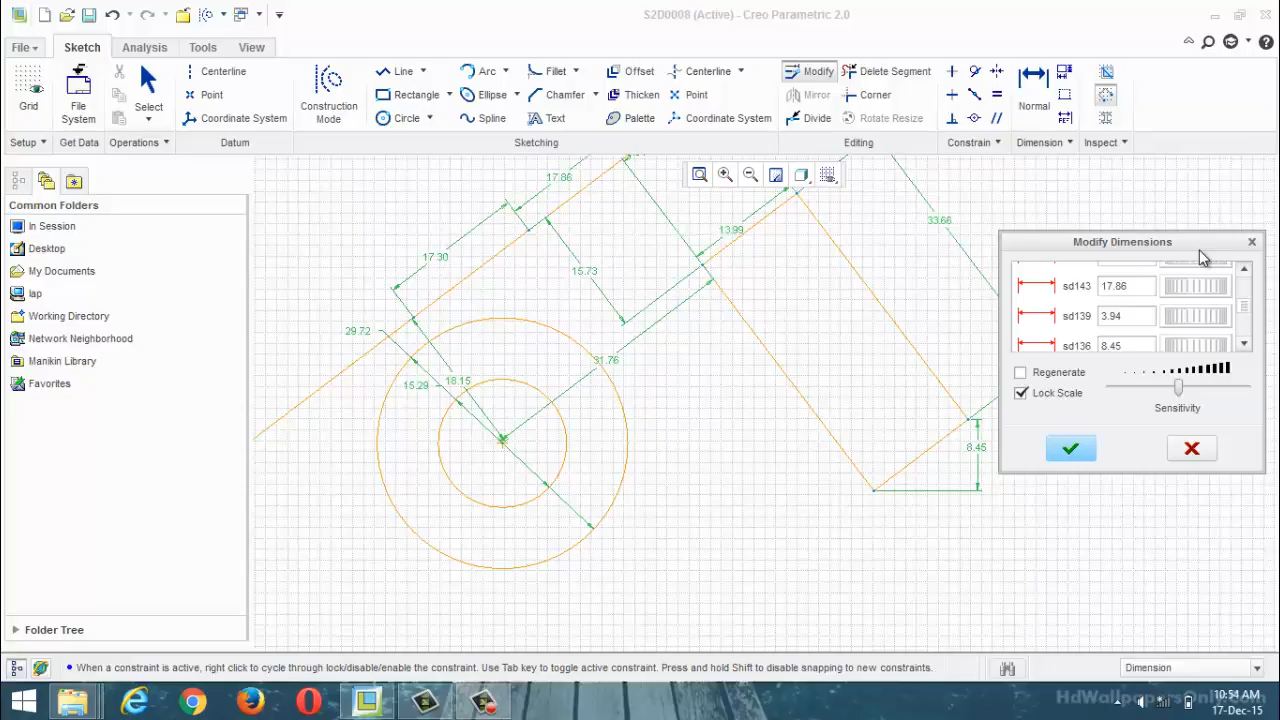 S2D0008 (Active) - Creo Parametric 2.0
File Sketch Analysis Tools View
Grid
Setup
File System
Get Data
Select
Operations
Centerline
Point
Coordinate System
Datum
Construction Mode
Line Arc Fillet Offset Centerline
Rectangle Ellipse Chamfer Thicken Point
Circle Spline Text Palette Coordinate System
Sketching
Modify Delete Segment
Mirror Corner
Divide Rotate Resize
Editing
Constrain
Normal
Dimension
Inspect
Common Folders
In Session
Desktop
My Documents
lap
Working Directory
Network Neighborhood
Manikin Library
Favorites
Folder Tree
17.86
33.66
13.99
17.30
15.73
29.72
31.76
18.15
15.29
8.45
Modify Dimensions
sd143 17.86
sd139 3.94
sd136 8.45
Regenerate
Lock Scale
Sensitivity
When a constraint is active, right click to cycle through lock/disable/enable the constraint. Use Tab key to toggle active constraint. Press and hold Shift to disable snapping to new constraints.
Dimension
HdWallpapersOnly.com
10:54 AM
17-Dec-15